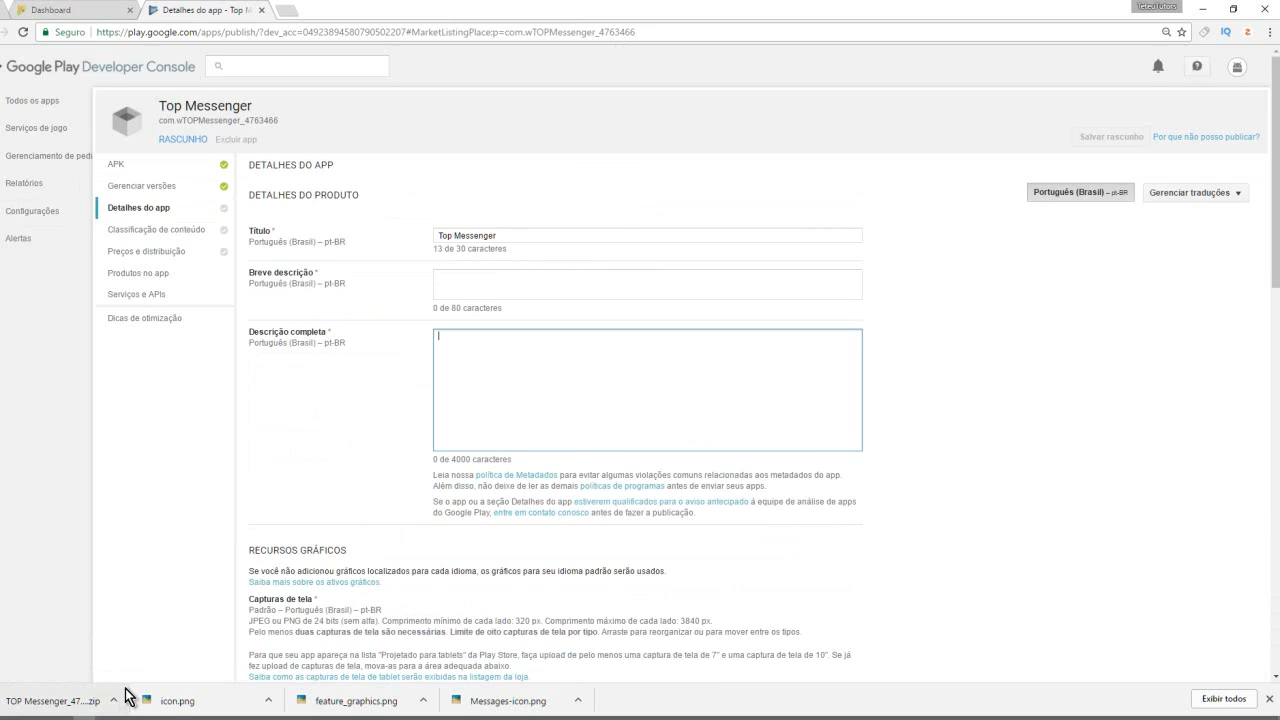 Dashboard
Detalhes do app - Top M
TeteuTutors
Seguro
https://play.google.com/apps/publish/?dev_acc=04923894580790502207#MarketListingPlace:p=com.wTOPMessenger_4763466
IQ
Google Play Developer Console
Todos os apps
Serviços de jogo
Gerenciamento de pedi
Relatórios
Configurações
Alertas
Top Messenger
com.wTOPMessenger_4763466
RASCUNHO Excluir app
Salvar rascunho
Por que não posso publicar?
APK
Gerenciar versões
Detalhes do app
Classificação de conteúdo
Preços e distribuição
Produtos no app
Serviços e APIs
Dicas de otimização
DETALHES DO APP
DETALHES DO PRODUTO
Português (Brasil) – pt-BR
Gerenciar traduções
Título *
Português (Brasil) – pt-BR
Top Messenger
13 de 30 caracteres
Breve descrição *
Português (Brasil) – pt-BR
0 de 80 caracteres
Descrição completa *
Português (Brasil) – pt-BR
0 de 4000 caracteres
Leia nossa política de Metadados para evitar algumas violações comuns relacionadas aos metadados do app.
Além disso, não deixe de ler as demais políticas de programas antes de enviar seus apps.
Se o app ou a seção Detalhes do app estiverem qualificados para o aviso antecipado à equipe de análise de apps
do Google Play, entre em contato conosco antes de fazer a publicação.
RECURSOS GRÁFICOS
Se você não adicionou gráficos localizados para cada idioma, os gráficos para seu idioma padrão serão usados.
Saiba mais sobre os ativos gráficos.
Capturas de tela *
Padrão – Português (Brasil) – pt-BR
JPEG ou PNG de 24 bits (sem alfa). Comprimento mínimo de cada lado: 320 px. Comprimento máximo de cada lado: 3840 px.
Pelo menos duas capturas de tela são necessárias. Limite de oito capturas de tela por tipo. Arraste para reorganizar ou para mover entre os tipos.
Para que seu app apareça na lista "Projetado para tablets" da Play Store, faça upload de pelo menos uma captura de tela de 7" e uma captura de tela de 10". Se já
fez upload de capturas de tela, mova-as para a área adequada abaixo.
Saiba como as capturas de tela de tablet serão exibidas na listagem da loja.
TOP Messenger_47....zip
icon.png
feature_graphics.png
Messages-icon.png
Exibir todos